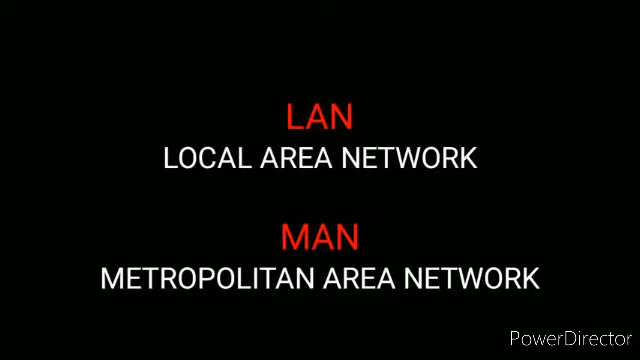 LAN
LOCAL AREA NETWORK
MAN
METROPOLITAN AREA NETWORK
PowerDirector